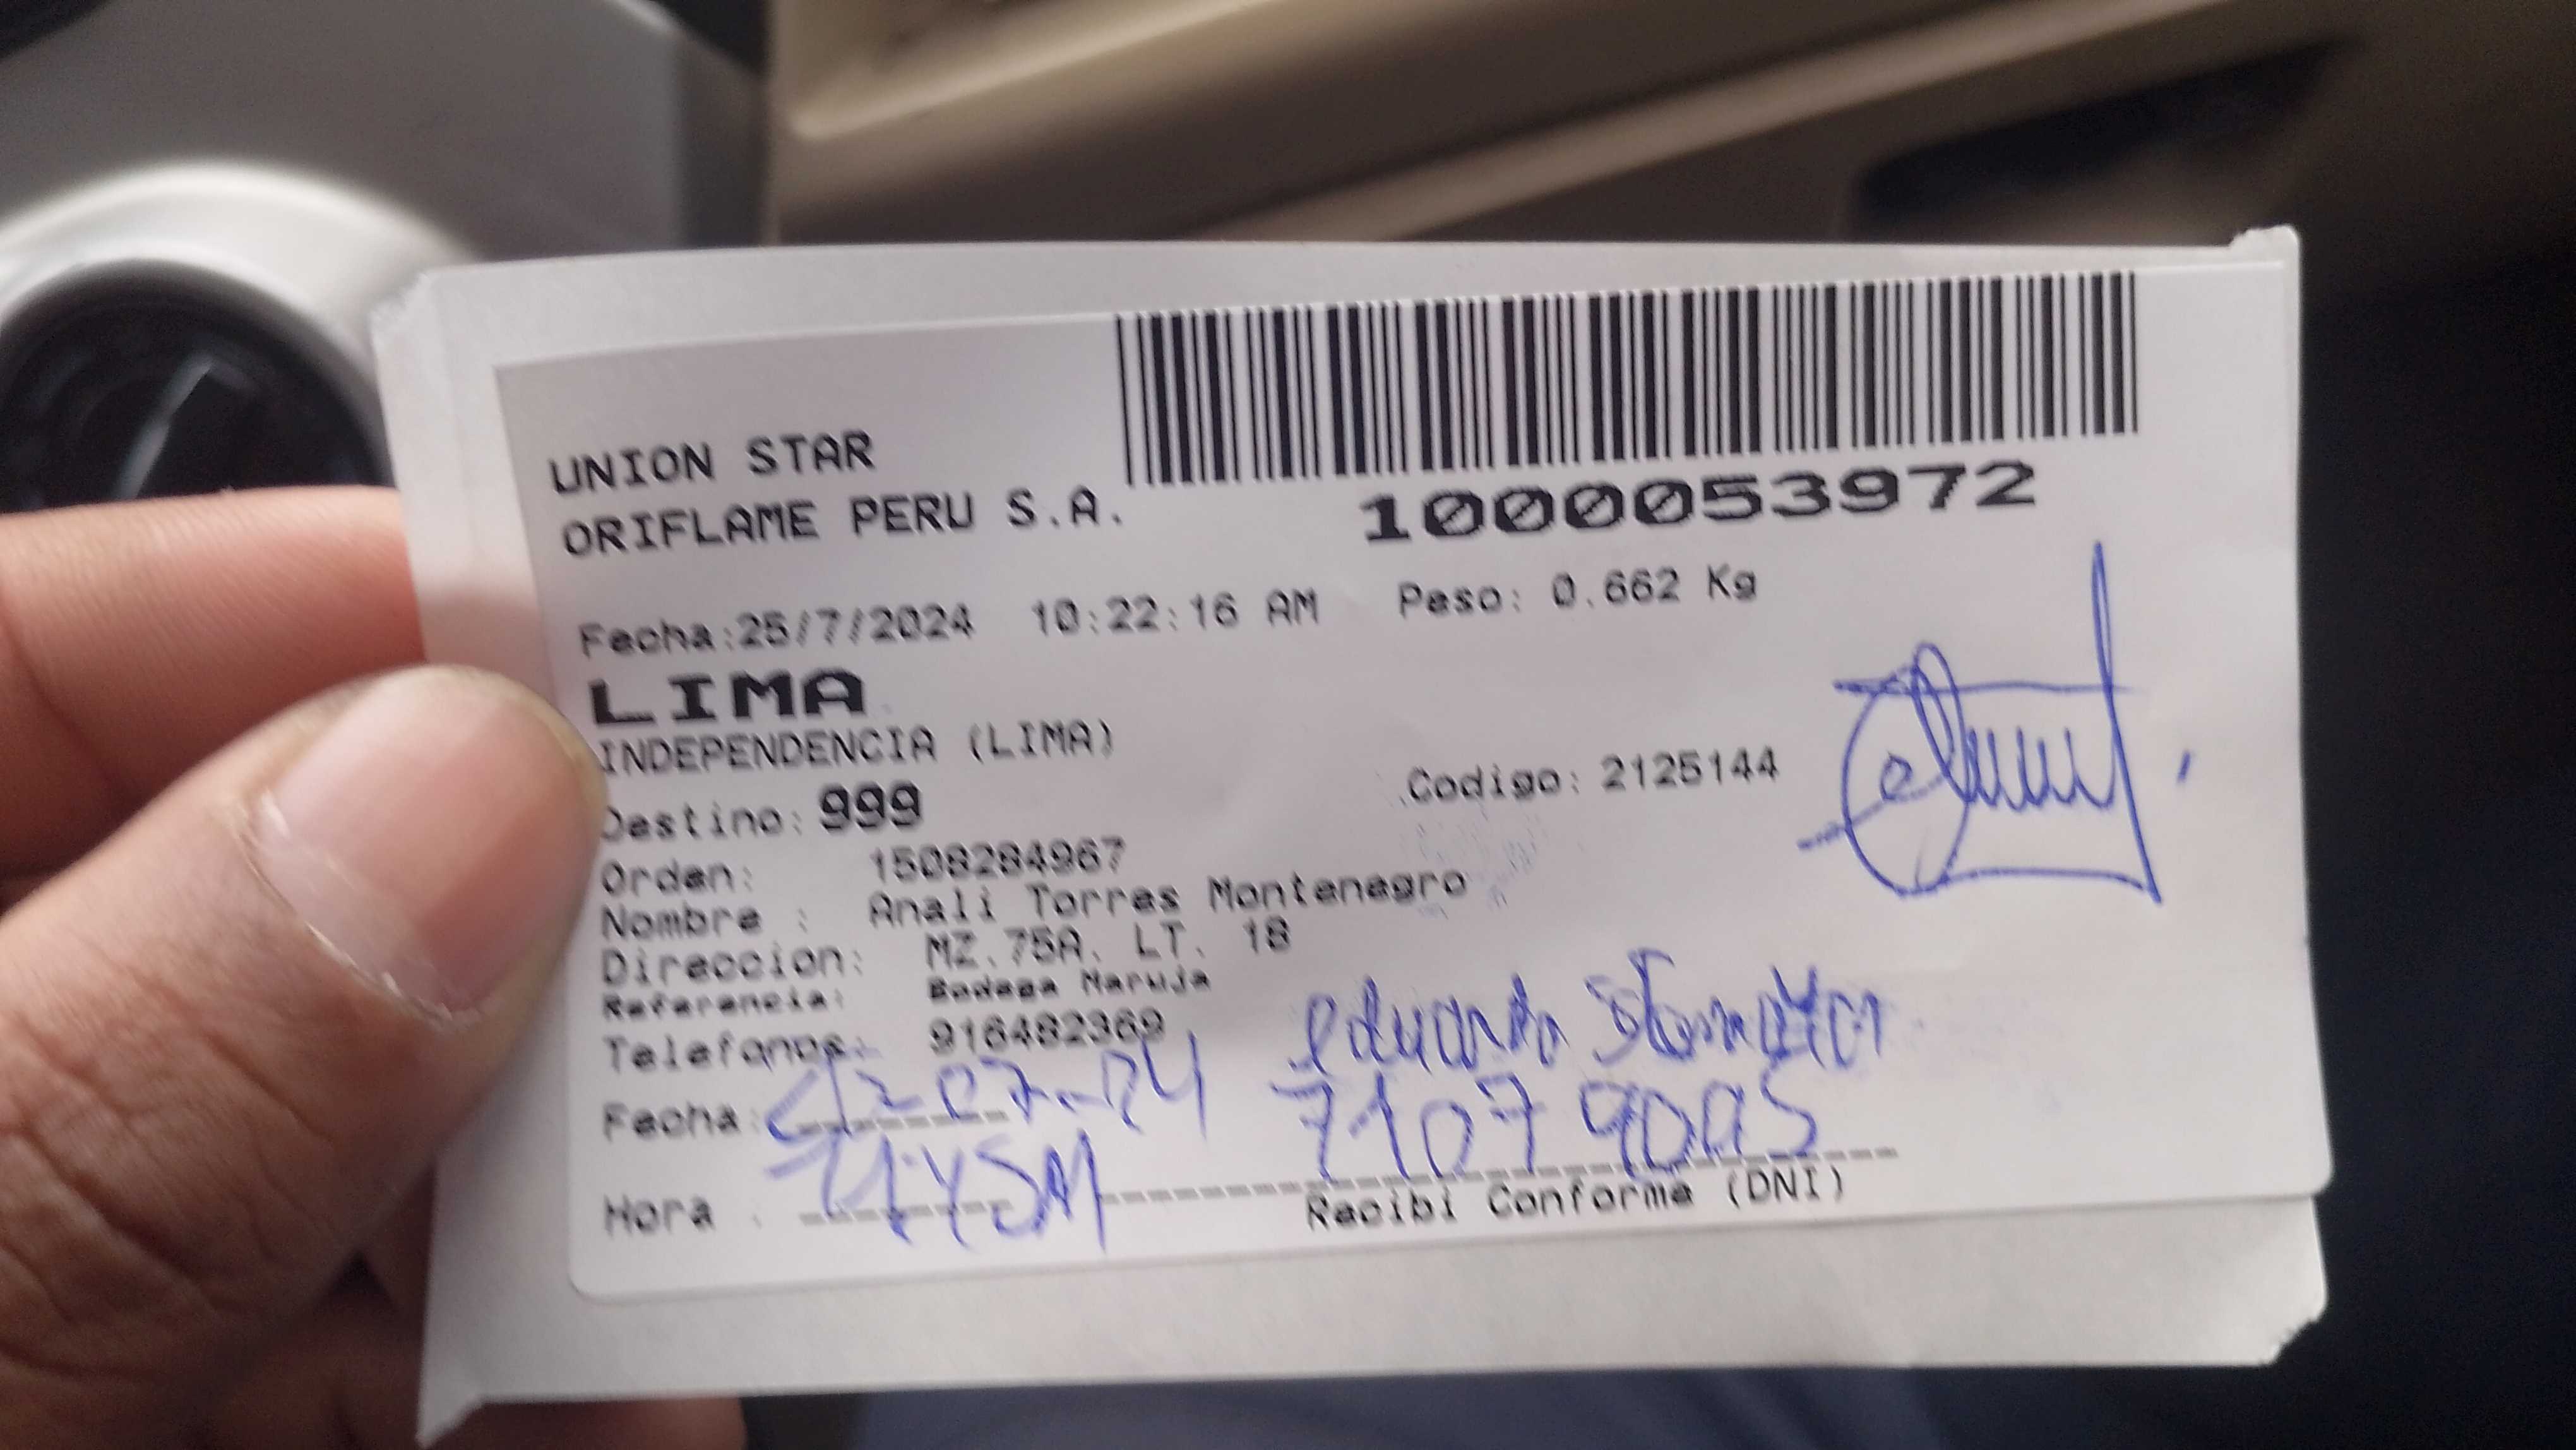 UNION STAR
ORIFLAME PERU S.A.
1000053972
Fecha:25/7/2024 10:22:16 AM Peso: 0.662 Kg
LIMA
INDEPENDENCIA (LIMA)
Destino: 999 Codigo: 2125144
Orden: 1508284967
Nombre : Anali Torres Montenegro
Direccion: MZ.75A. LT. 18
Referencia: Bodega Maruja
Telefonos: 916482369
Fecha:
Hora :
Recibi Conforme (DNI)